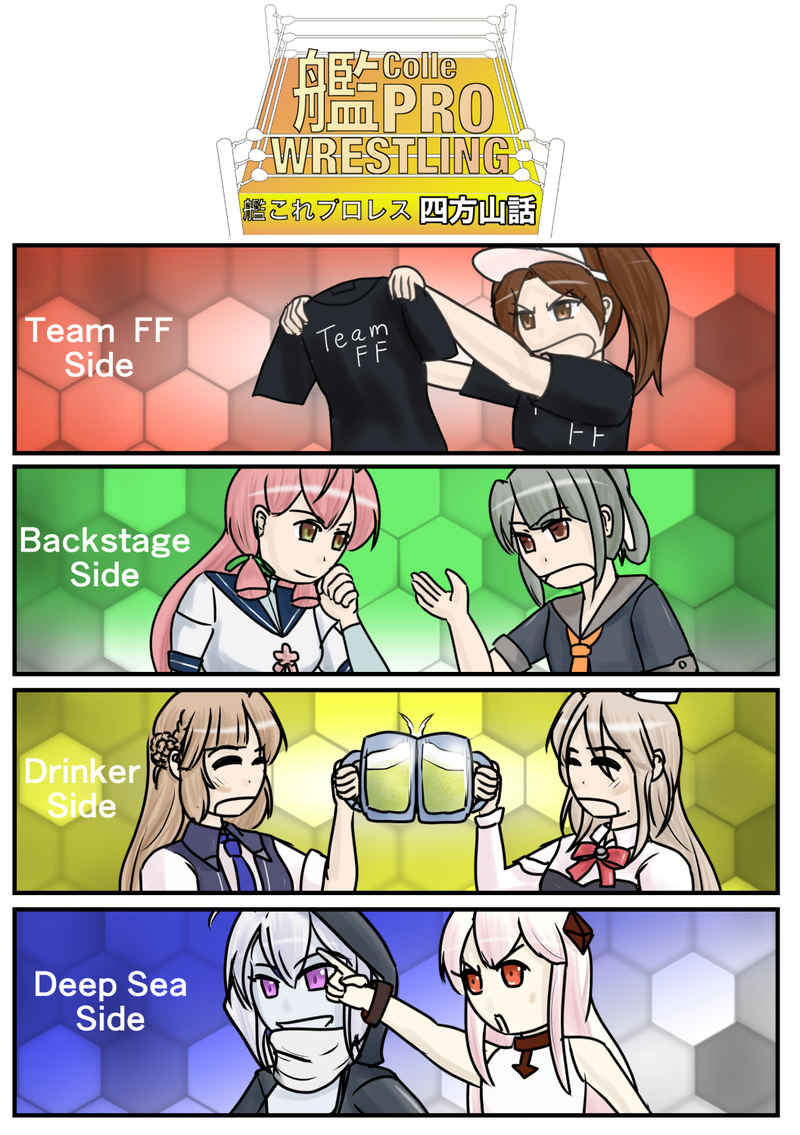 艦Colle
PRO
WRESTLING
艦これプロレス 四方山話
Team FF
Side
Team
FF
FF
Backstage
Side
Drinker
Side
Deep Sea
Side